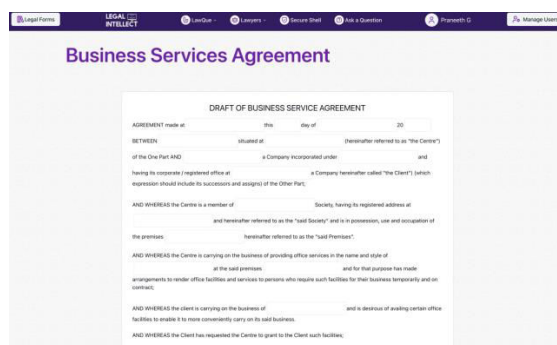 Legal Forms
LEGAL
INTELLECT
LawQue
Lawyers
Secure Shell
Ask a Question
Praneeth G
Manage Users
Business Services Agreement
DRAFT OF BUSINESS SERVICE AGREEMENT
AGREEMENT made at this day of 20
BETWEEN situated at (hereinafter referred to as "the Centre")
of the One Part AND a Company incorporated under and
having its corporate / registered office at a Company hereinafter called "the Client") (which
expression should include its successors and assigns) of the Other Part;
AND WHEREAS the Centre is a member of Society, having its registered address at
and hereinafter referred to as the "said Society" and is in possession, use and occupation of
the premises hereinafter referred to as the "said Premises".
AND WHEREAS the Centre is carrying on the business of providing office services in the name and style of
at the said premises and for that purpose has made
arrangements to render office facilities and services to persons who require such facilities for their business temporarily and on
contract;
AND WHEREAS the client is carrying on the business of and is desirous of availing certain office
facilities to enable it to more conveniently carry on its said business.
AND WHEREAS the Client has requested the Centre to grant to the Client such facilities;